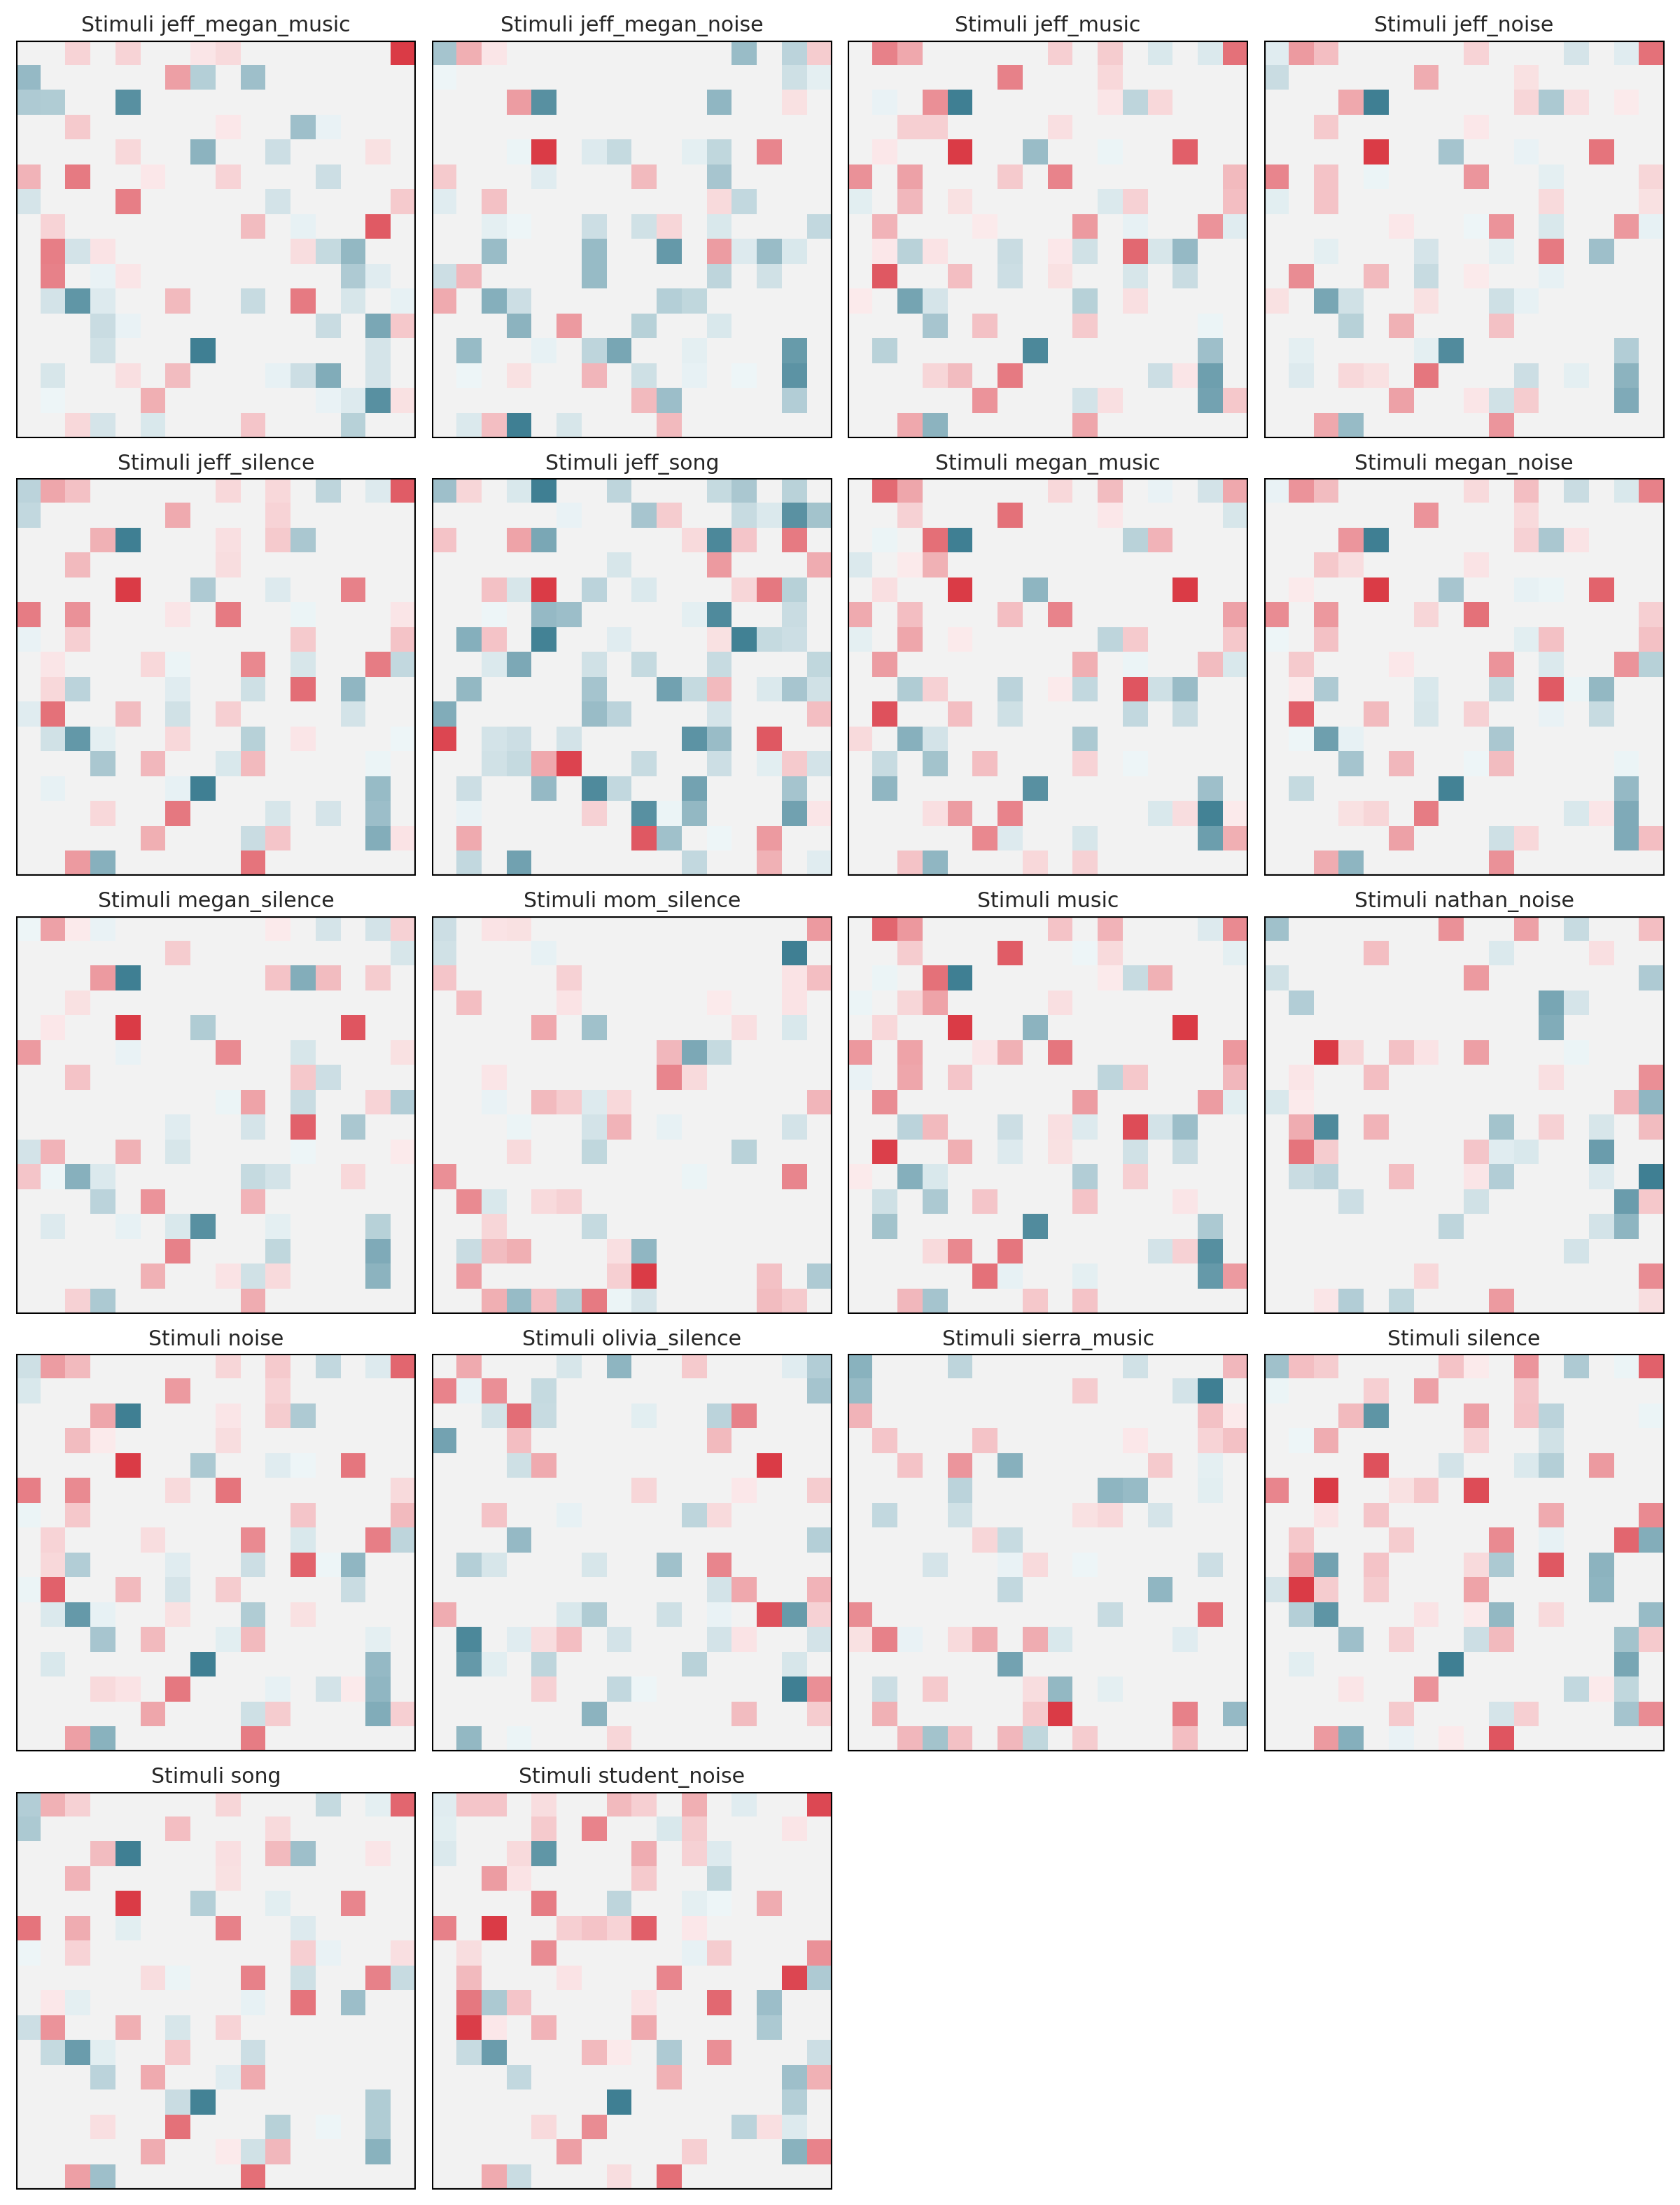 Stimuli jeff_megan_music
Stimuli jeff_megan_noise
Stimuli jeff_music
Stimuli jeff_noise
Stimuli jeff_silence
Stimuli jeff_song
Stimuli megan_music
Stimuli megan_noise
Stimuli megan_silence
Stimuli mom_silence
Stimuli music
Stimuli nathan_noise
Stimuli noise
Stimuli olivia_silence
Stimuli sierra_music
Stimuli silence
Stimuli song
Stimuli student_noise